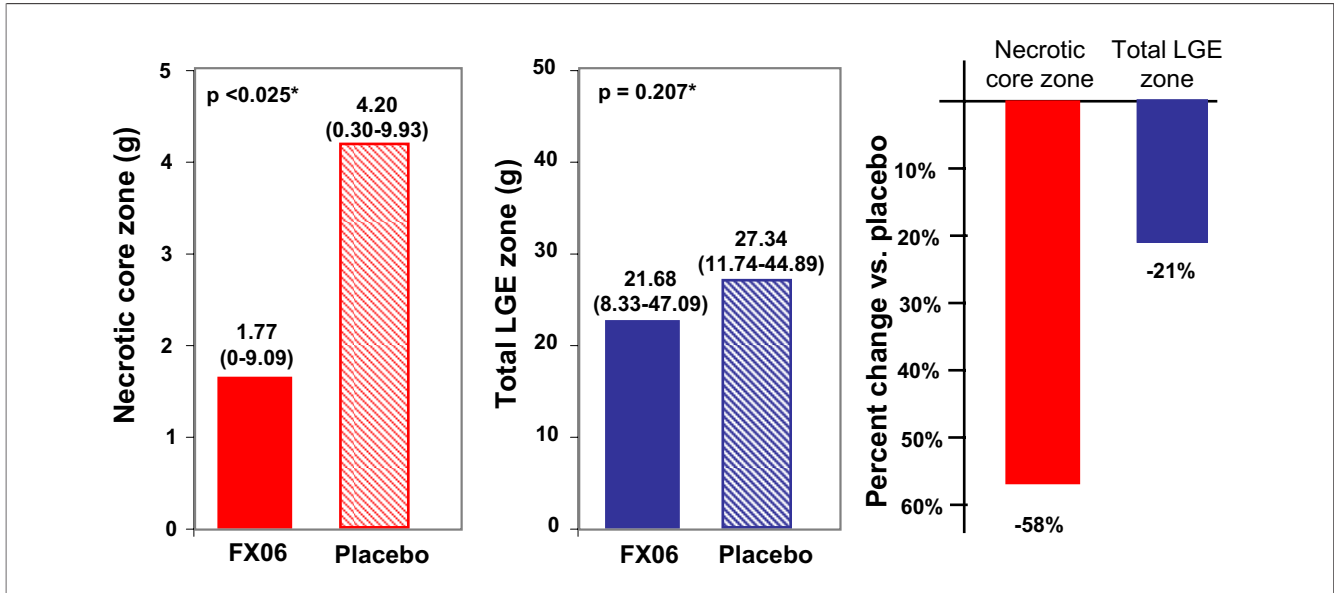 Necrotic core zone (g)
5
4
3
2
1
0
p <0.025*
4.20
(0.30-9.93)
1.77
(0-9.09)
FX06
Placebo
Total LGE zone (g)
50
40
30
20
10
0
p = 0.207*
27.34
(11.74-44.89)
21.68
(8.33-47.09)
FX06
Placebo
Percent change vs. placebo
Necrotic
core zone
Total LGE
zone
10%
20%
30%
40%
50%
60%
-21%
-58%